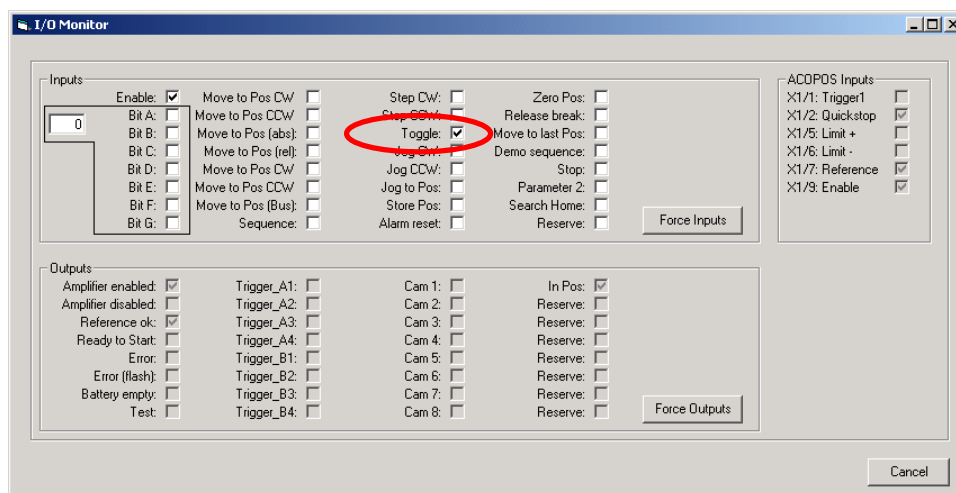 I/O Monitor
Inputs
Enable:
0
Bit A:
Bit B:
Bit C:
Bit D:
Bit E:
Bit F:
Bit G:
Move to Pos CW
Move to Pos CCW
Move to Pos (abs):
Move to Pos (rel):
Move to Pos CW
Move to Pos CCW
Move to Pos (Bus):
Sequence:
Step CW:
Step CCW:
Toggle:
Jog CW:
Jog CCW:
Jog to Pos:
Store Pos:
Alarm reset:
Zero Pos:
Release break:
Move to last Pos:
Demo sequence:
Stop:
Parameter 2:
Search Home:
Reserve:
Force Inputs
ACOPOS Inputs
X1/1: Trigger1
X1/2: Quickstop
X1/5: Limit +
X1/6: Limit -
X1/7: Reference
X1/9: Enable
Outputs
Amplifier enabled:
Amplifier disabled:
Reference ok:
Ready to Start:
Error:
Error (flash):
Battery empty:
Test:
Trigger_A1:
Trigger_A2:
Trigger_A3:
Trigger_A4:
Trigger_B1:
Trigger_B2:
Trigger_B3:
Trigger_B4:
Cam 1:
Cam 2:
Cam 3:
Cam 4:
Cam 5:
Cam 6:
Cam 7:
Cam 8:
In Pos:
Reserve:
Reserve:
Reserve:
Reserve:
Reserve:
Reserve:
Reserve:
Force Outputs
Cancel